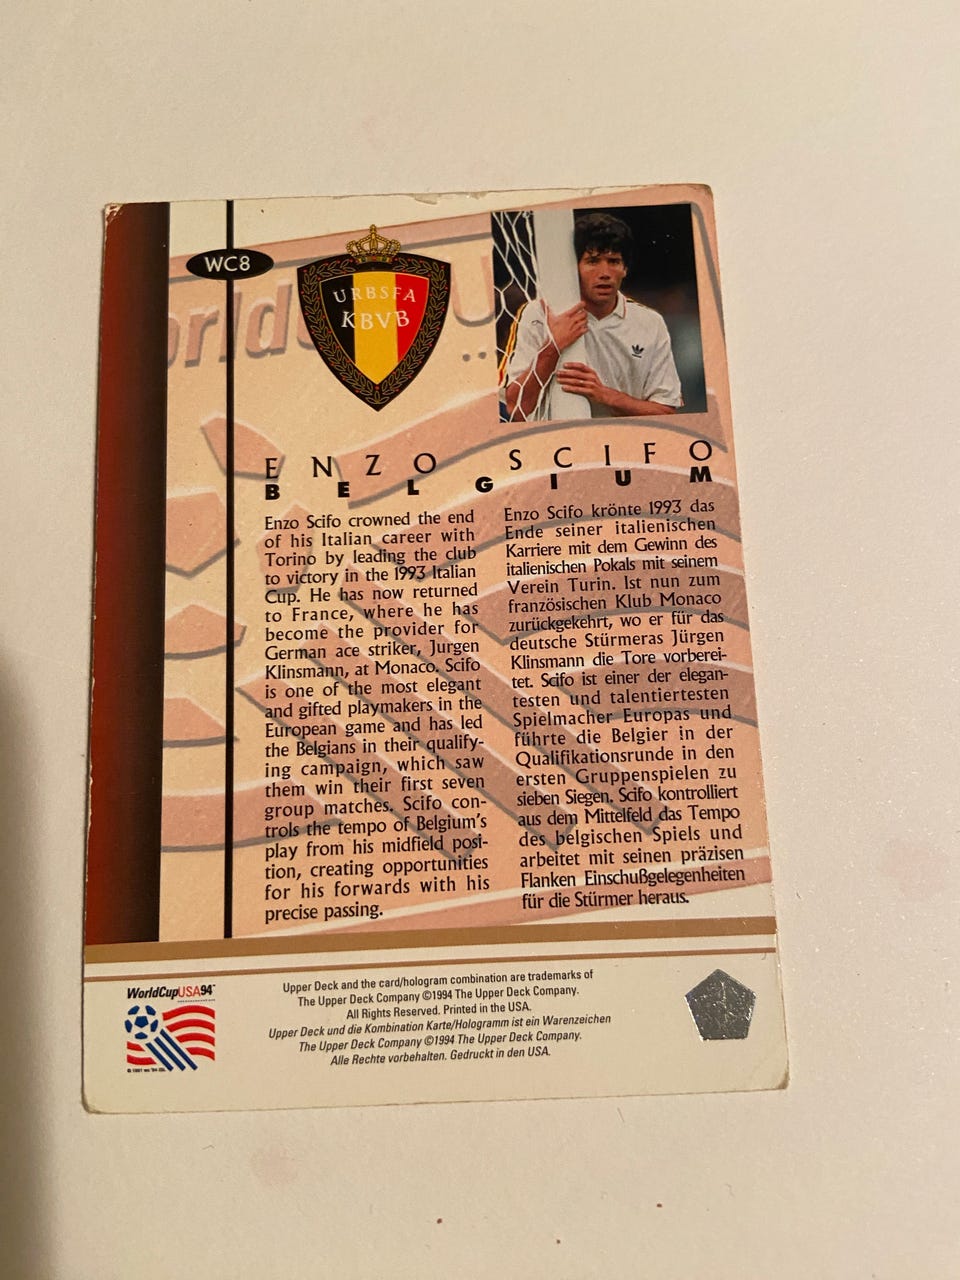 WC8
URBSFA
KBVB
ENZO SCIFO
BELGIUM
Enzo Scifo crowned the end
of his Italian career with
Torino by leading the club
to victory in the 1993 Italian
Cup. He has now returned
to France, where he has
become the provider for
German ace striker, Jurgen
Klinsmann, at Monaco. Scifo
is one of the most elegant
and gifted playmakers in the
European game and has led
the Belgians in their qualify-
ing campaign, which saw
them win their first seven
group matches. Scifo con-
trols the tempo of Belgium's
play from his midfield posi-
tion, creating opportunities
for his forwards with his
precise passing.
Enzo Scifo krönte 1993 das
Ende seiner italienischen
Karriere mit dem Gewinn des
italienischen Pokals mit seinem
Verein Turin. Ist nun zum
französischen Klub Monaco
zurückgekehrt, wo er für das
deutsche Stürmeras Jürgen
Klinsmann die Tore vorberei-
tet. Scifo ist einer der elegan-
testen und talentiertesten
Spielmacher Europas und
führte die Belgier in der
Qualifikationsrunde in den
ersten Gruppenspielen zu
sieben Siegen. Scifo kontrolliert
aus dem Mittelfeld das Tempo
des belgischen Spiels und
arbeitet mit seinen präzisen
Flanken Einschußgelegenheiten
für die Stürmer heraus.
WorldCupUSA94
Upper Deck and the card/hologram combination are trademarks of
The Upper Deck Company ©1994 The Upper Deck Company.
All Rights Reserved. Printed in the USA.
Upper Deck und die Kombination Karte/Hologramm ist ein Warenzeichen
The Upper Deck Company ©1994 The Upper Deck Company.
Alle Rechte vorbehalten. Gedruckt in den USA.